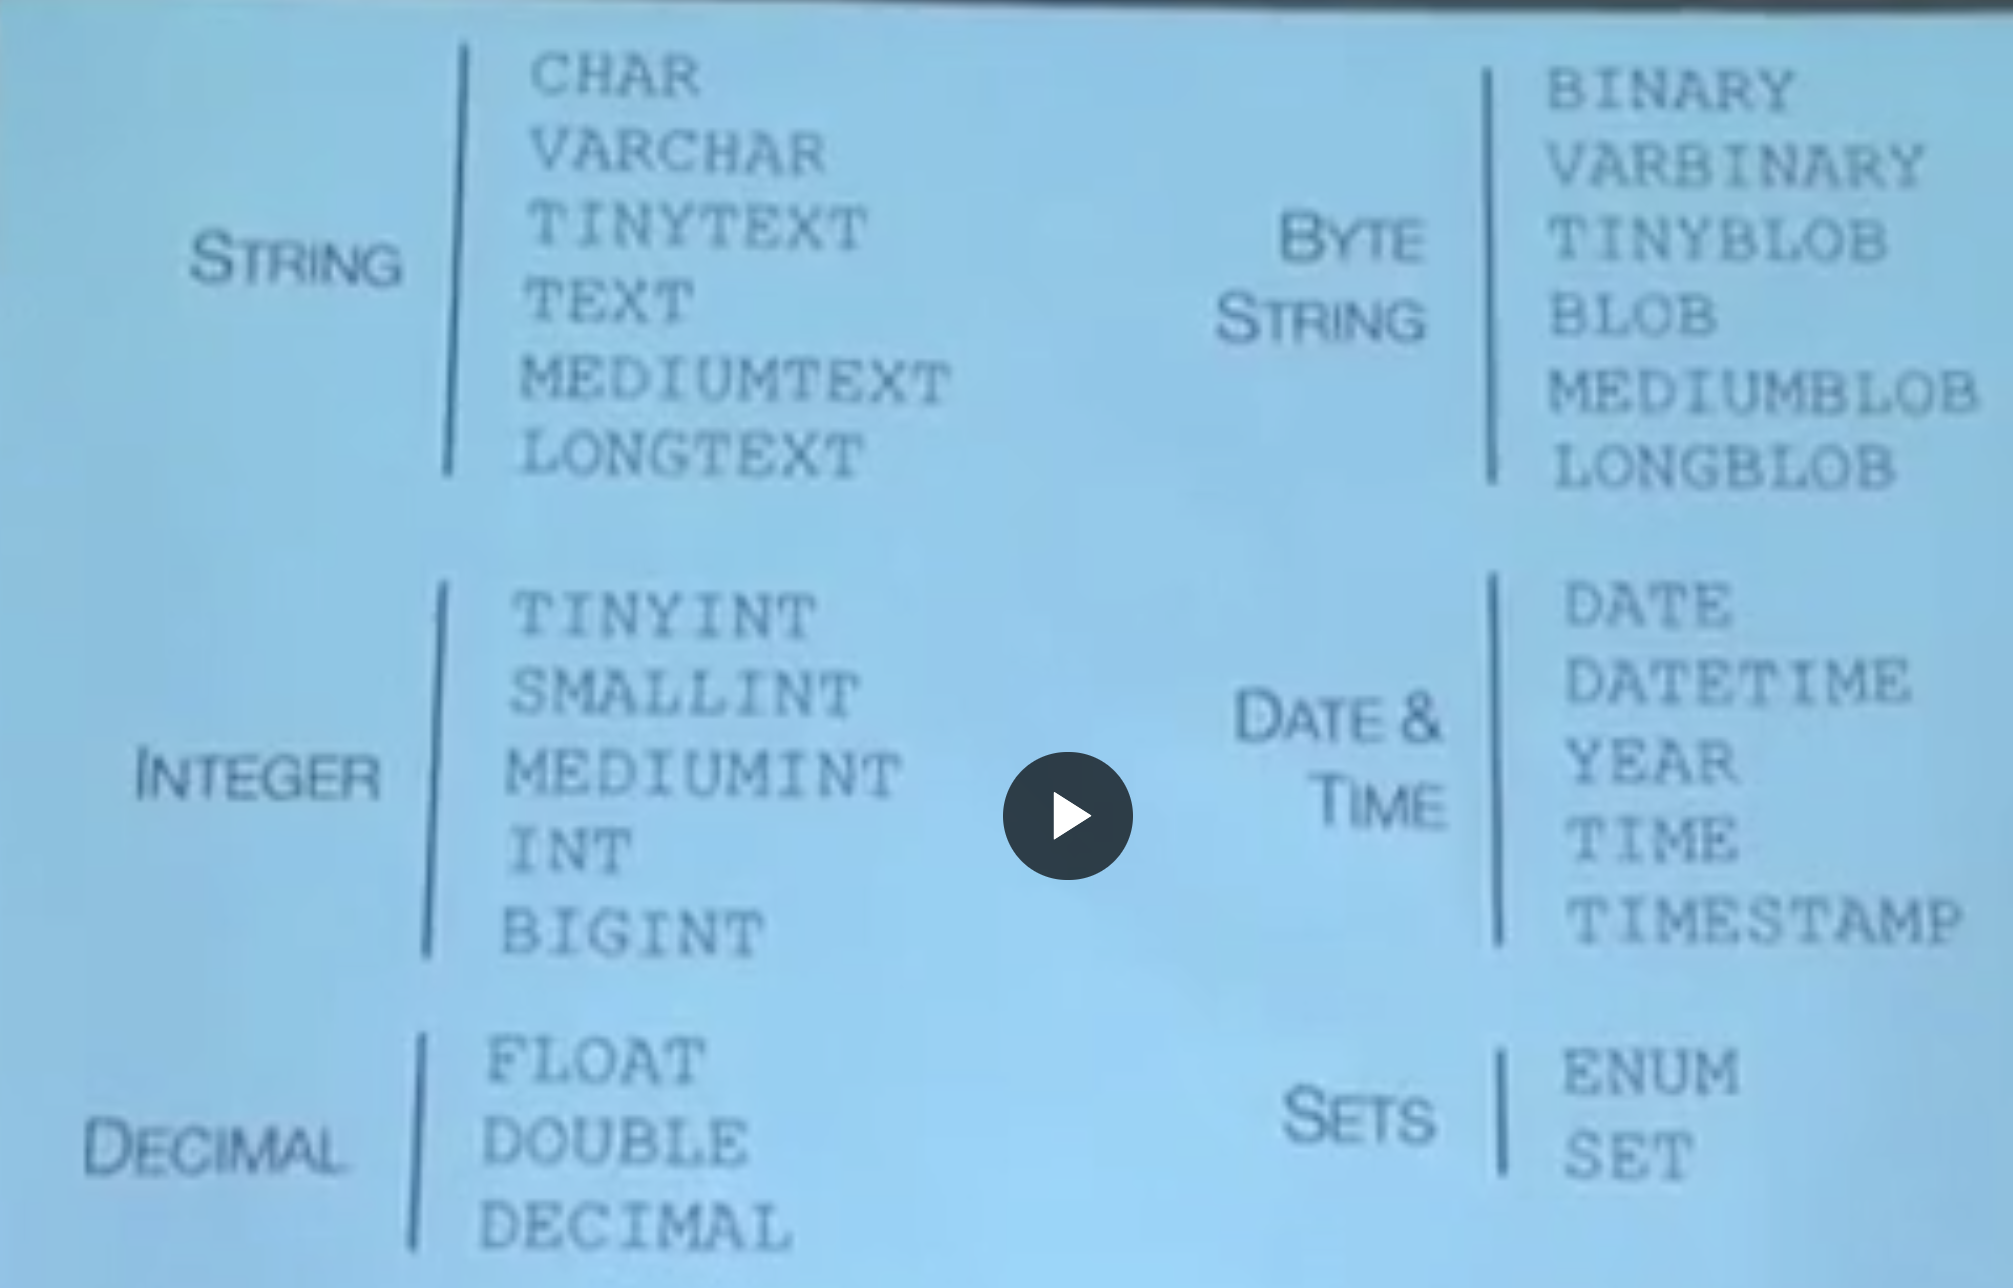 STRING
CHAR
VARCHAR
TINYTEXT
TEXT
MEDIUMTEXT
LONGTEXT
BYTE
STRING
BINARY
VARBINARY
TINYBLOB
BLOB
MEDIUMBLOB
LONGBLOB
INTEGER
TINYINT
SMALLINT
MEDIUMINT
INT
BIGINT
DATE &
TIME
DATE
DATETIME
YEAR
TIME
TIMESTAMP
DECIMAL
FLOAT
DOUBLE
DECIMAL
SETS
ENUM
SET